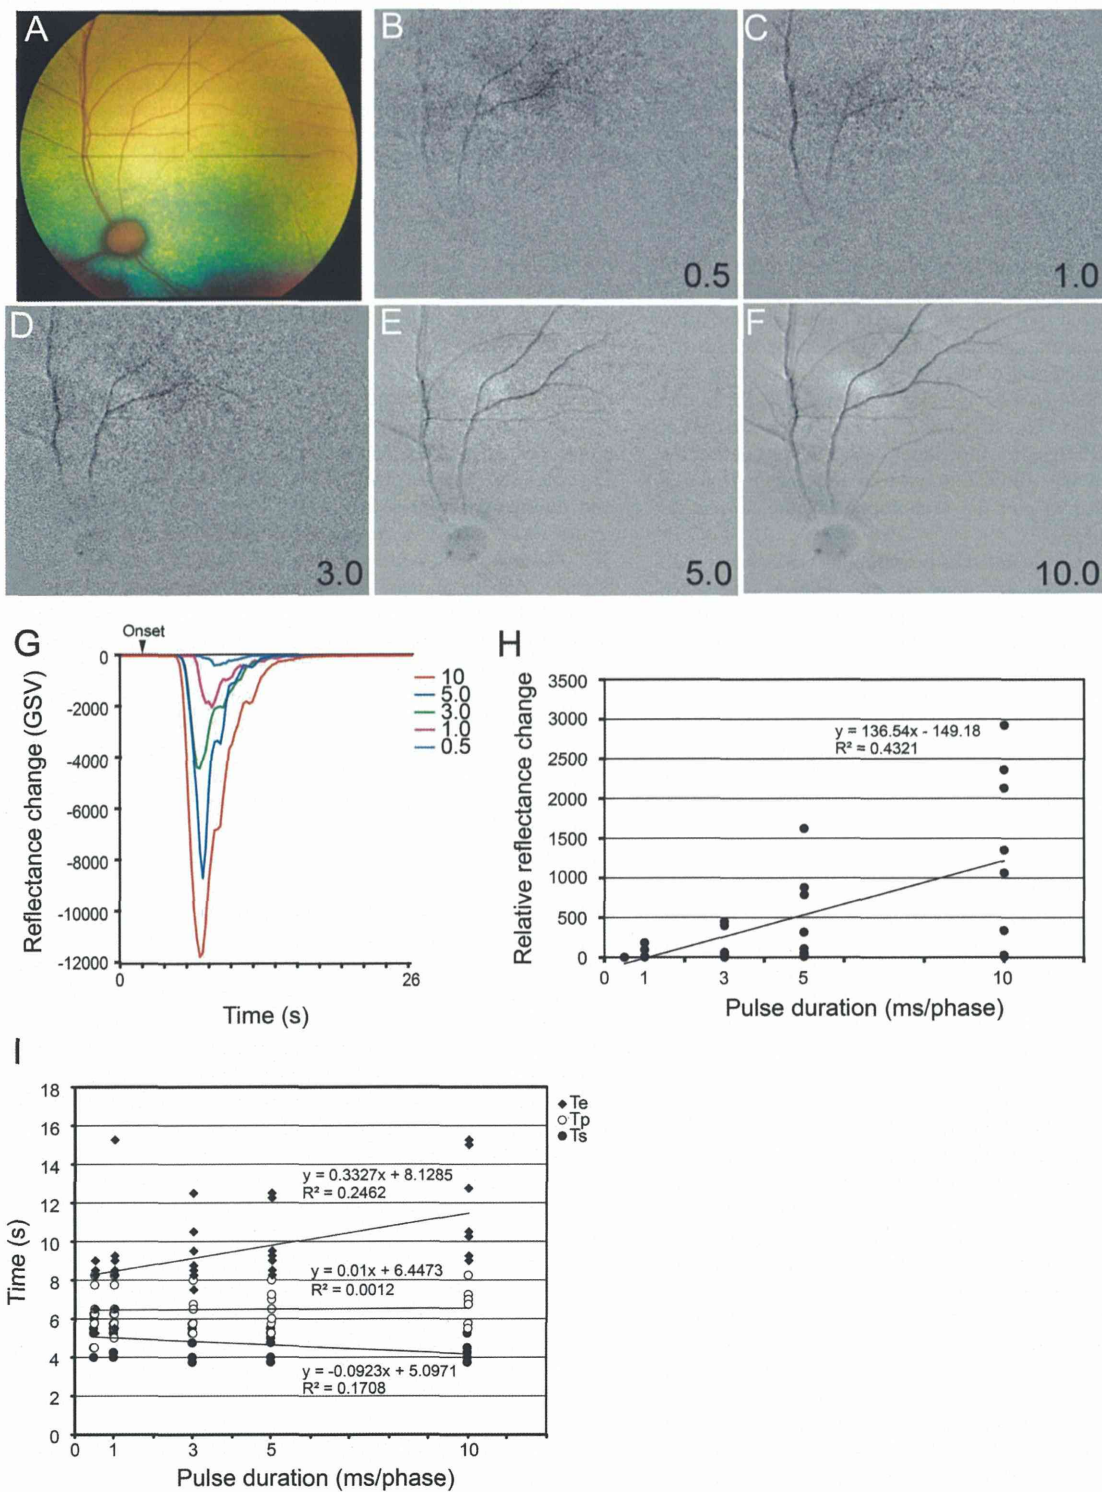 A
B
C
0.5
1.0
D
E
F
3.0
5.0
10.0
G
Onset
0
-2000
-4000
-6000
-8000
-10000
-12000
Reflectance change (GSV)
10
5.0
3.0
1.0
0.5
0
26
Time (s)
H
3500
3000
2500
2000
1500
1000
500
0
Relative reflectance change
y = 136.54x - 149.18
R² = 0.4321
0
1
3
5
10
Pulse duration (ms/phase)
I
18
16
14
12
10
8
6
4
2
0
Time (s)
Te
Tp
Ts
y = 0.3327x + 8.1285
R² = 0.2462
y = 0.01x + 6.4473
R² = 0.0012
y = -0.0923x + 5.0971
R² = 0.1708
0
1
3
5
10
Pulse duration (ms/phase)